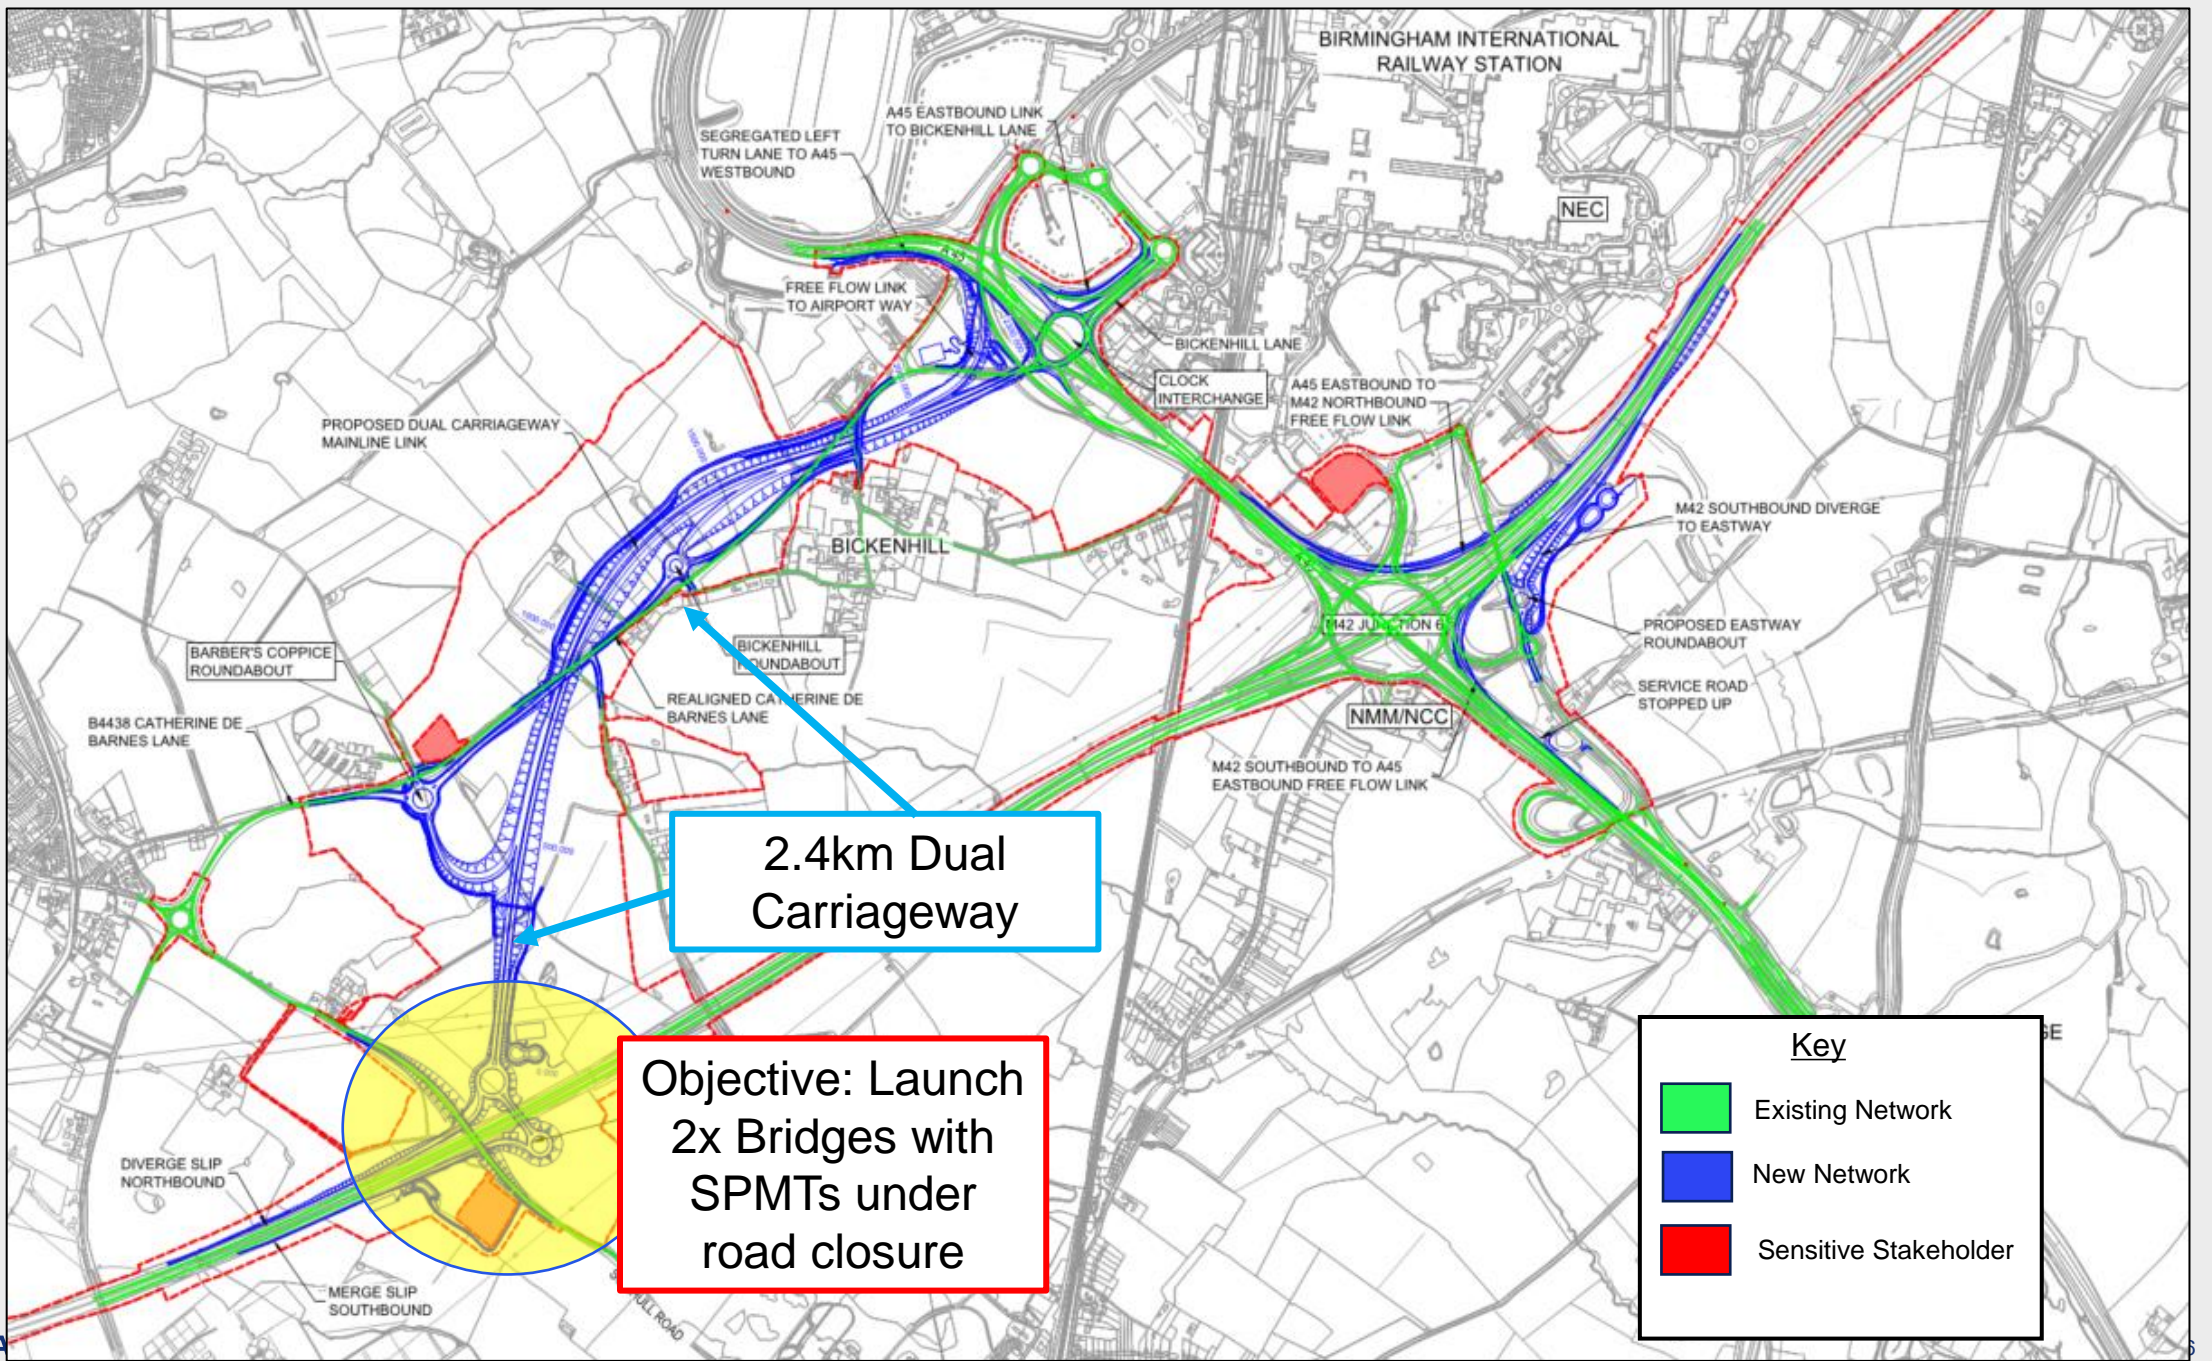 BIRMINGHAM INTERNATIONAL
RAILWAY STATION
A45 EASTBOUND LINK
TO BICKENHILL LANE
SEGREGATED LEFT
TURN LANE TO A45
WESTBOUND
NEC
A45
FREE FLOW LINK
TO AIRPORT WAY
BICKENHILL LANE
CLOCK
INTERCHANGE
A45 EASTBOUND TO
M42 NORTHBOUND
FREE FLOW LINK
PROPOSED DUAL CARRIAGEWAY
MAINLINE LINK
M42 SOUTHBOUND DIVERGE
TO EASTWAY
BICKENHILL
M42 JUNCTION 6
PROPOSED EASTWAY
ROUNDABOUT
BARBER'S COPPICE
ROUNDABOUT
BICKENHILL
ROUNDABOUT
REALIGNED CATHERINE DE
BARNES LANE
SERVICE ROAD
STOPPED UP
NMM/NCC
B4438 CATHERINE DE
BARNES LANE
M42 SOUTHBOUND TO A45
EASTBOUND FREE FLOW LINK
2.4km Dual
Carriageway
Objective: Launch
2x Bridges with
SPMTs under
road closure
DIVERGE SLIP
NORTHBOUND
MERGE SLIP
SOUTHBOUND
ROAD
Key
Existing Network
New Network
Sensitive Stakeholder